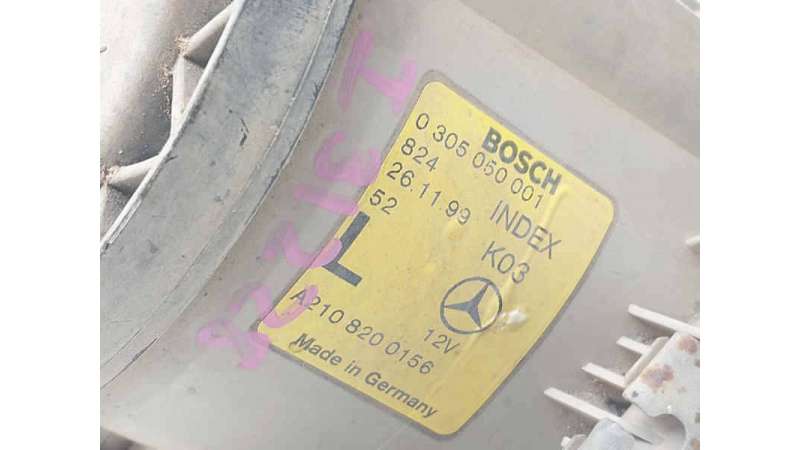 BOSCH
0 305 050 001
824 INDEX
26.11.99 K03
52
L
12V
A210 820 0156
Made in Germany